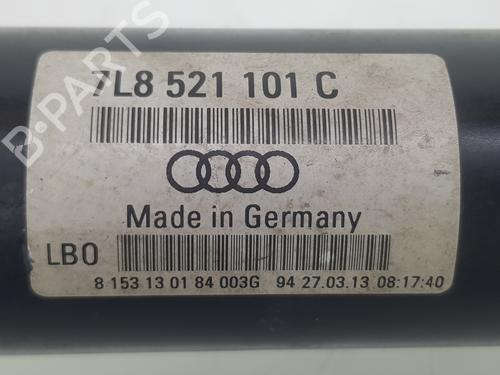 7L8 521 101 C
Made in Germany
LBO
8 153 13 01 84 003G 94 27.03.13 08:17:40
B-PARTS